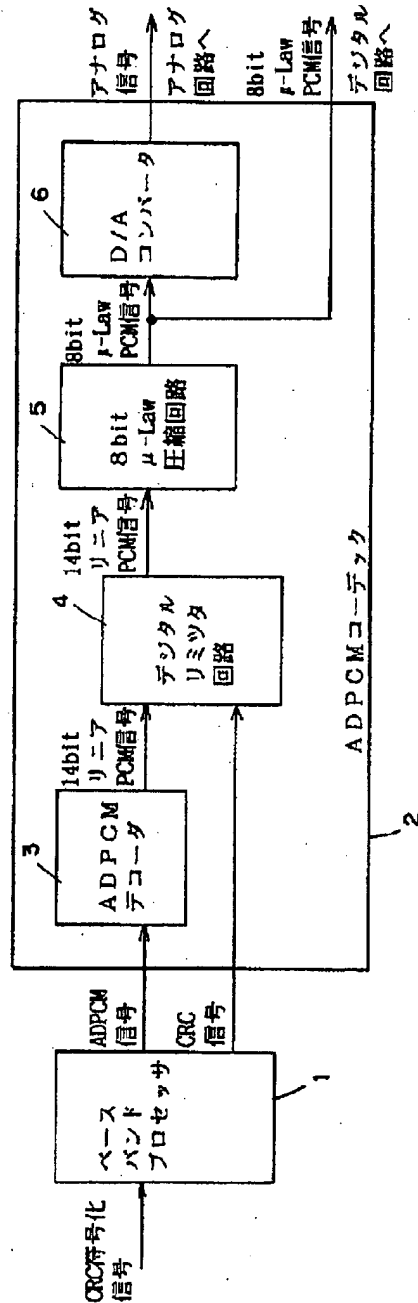 CRC符号化
信号
ベース
バンド
プロセッサ
1
ADPCM
信号
CRC
信号
3
ADPCM
デコーダ
14bit
リニア
PCM信号
4
デジタル
リミッタ
回路
14bit
リニア
PCM信号
5
8bit
μ-Law
圧縮回路
8bit
μ-Law
PCM信号
6
D/A
コンバータ
アナログ
信号
アナログ
回路へ
8bit
μ-Law
PCM信号
デジタル
回路へ
ADPCMコーデック
2